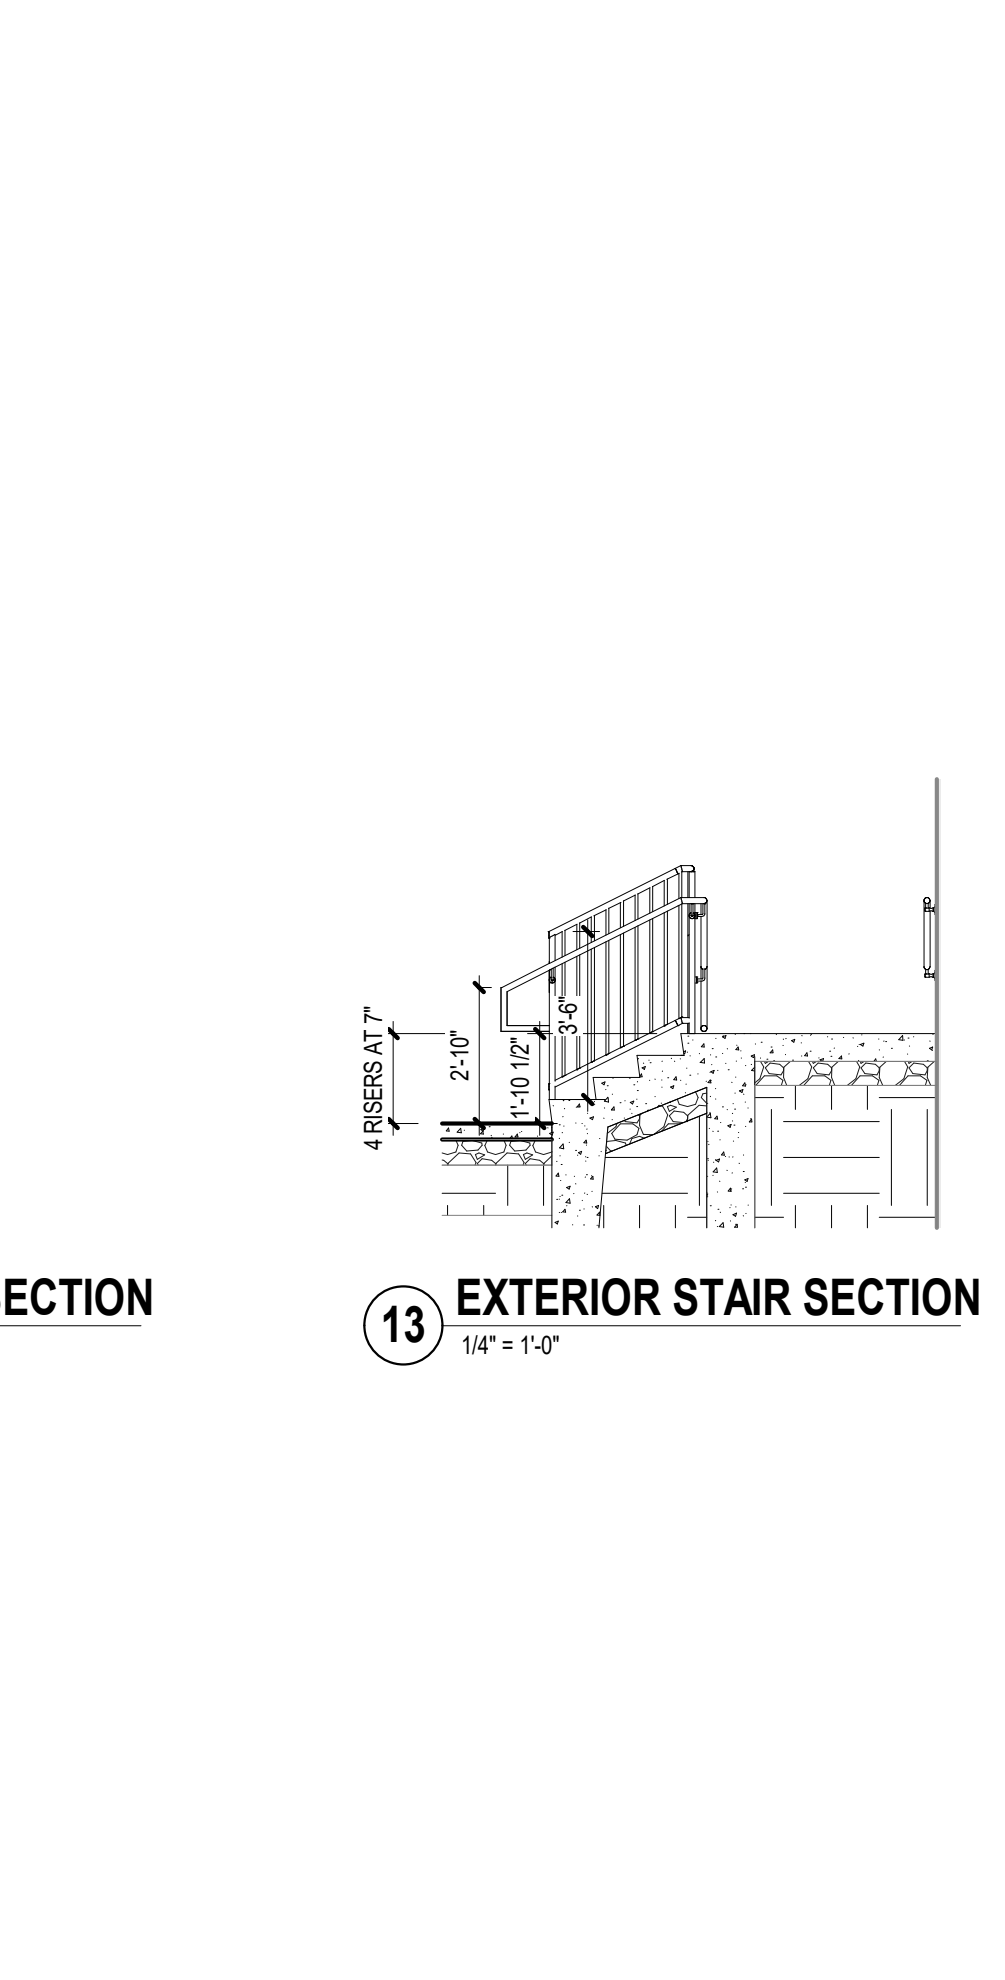 4 RISERS AT 7"
2'-10"
1'-10 1/2"
3'-6"
SECTION
13
EXTERIOR STAIR SECTION
1/4" = 1'-0"